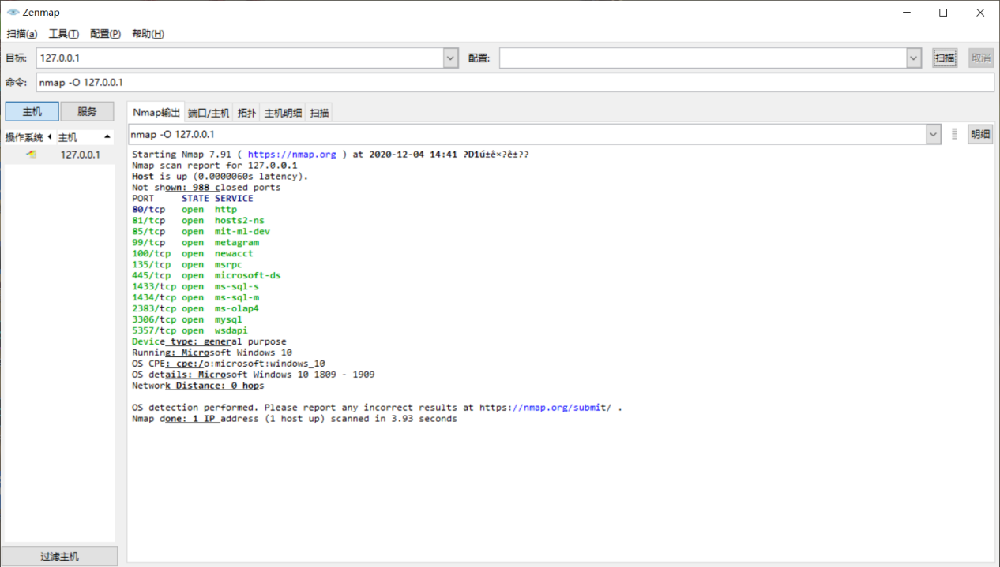 Zenmap
扫描(a) 工具(T) 配置(P) 帮助(H)
目标: 127.0.0.1 配置: 扫描 取消
命令: nmap -O 127.0.0.1
主机 服务 Nmap输出 端口/主机 拓扑 主机明细 扫描
操作系统 主机 nmap -O 127.0.0.1 明细
127.0.0.1
Starting Nmap 7.91 ( https://nmap.org ) at 2020-12-04 14:41 ?D1ú±ê×?ê±??
Nmap scan report for 127.0.0.1
Host is up (0.0000060s latency).
Not shown: 988 closed ports
PORT STATE SERVICE
80/tcp open http
81/tcp open hosts2-ns
85/tcp open mit-ml-dev
99/tcp open metagram
100/tcp open newacct
135/tcp open msrpc
445/tcp open microsoft-ds
1433/tcp open ms-sql-s
1434/tcp open ms-sql-m
2383/tcp open ms-olap4
3306/tcp open mysql
5357/tcp open wsdapi
Device type: general purpose
Running: Microsoft Windows 10
OS CPE: cpe:/o:microsoft:windows_10
OS details: Microsoft Windows 10 1809 - 1909
Network Distance: 0 hops
OS detection performed. Please report any incorrect results at https://nmap.org/submit/ .
Nmap done: 1 IP address (1 host up) scanned in 3.93 seconds
过滤主机